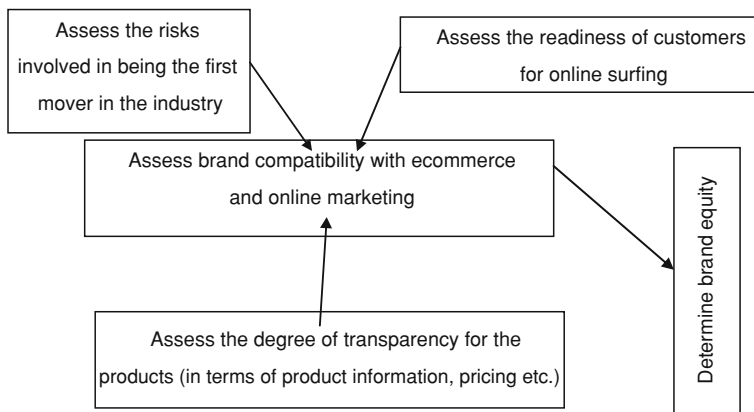 Assess the risks
involved in being the first
mover in the industry
Assess the readiness of customers
for online surfing
Assess brand compatibility with ecommerce
and online marketing
Determine brand equity
Assess the degree of transparency for the
products (in terms of product information, pricing etc.)